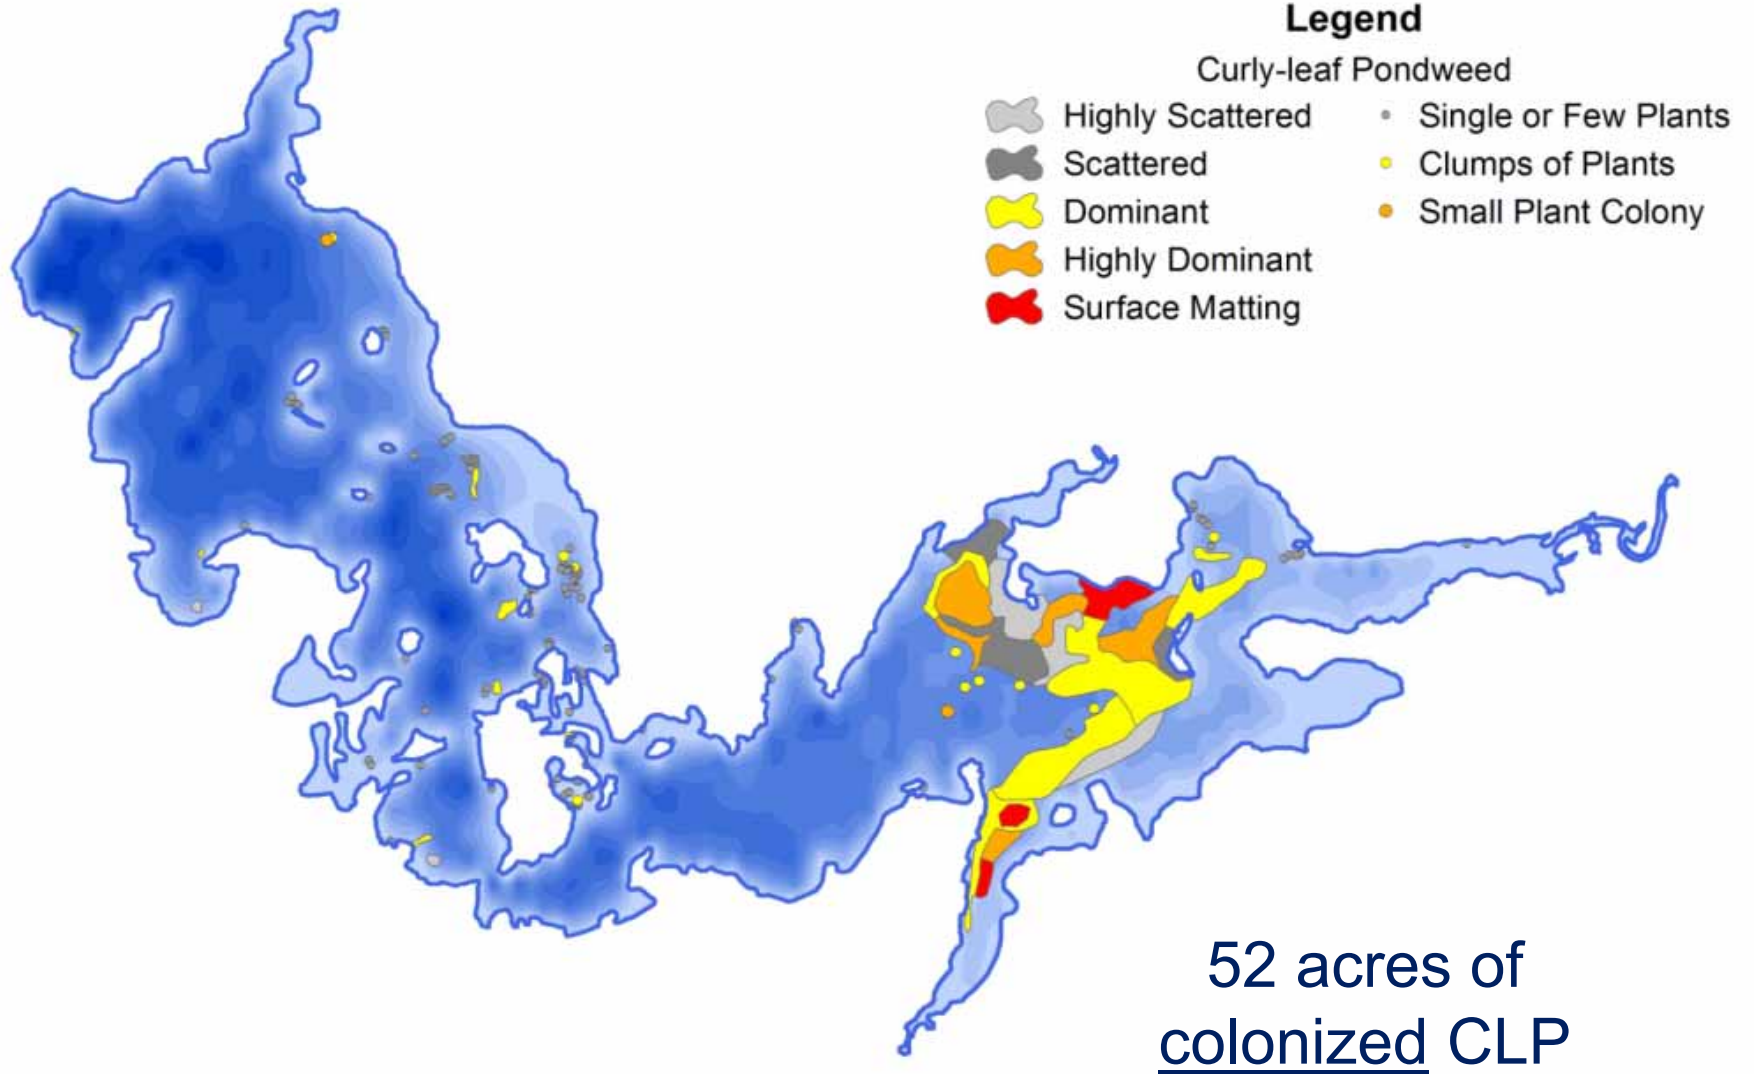 Legend
Curly-leaf Pondweed
Highly Scattered
Scattered
Dominant
Highly Dominant
Surface Matting
Single or Few Plants
Clumps of Plants
Small Plant Colony
52 acres of
colonized CLP